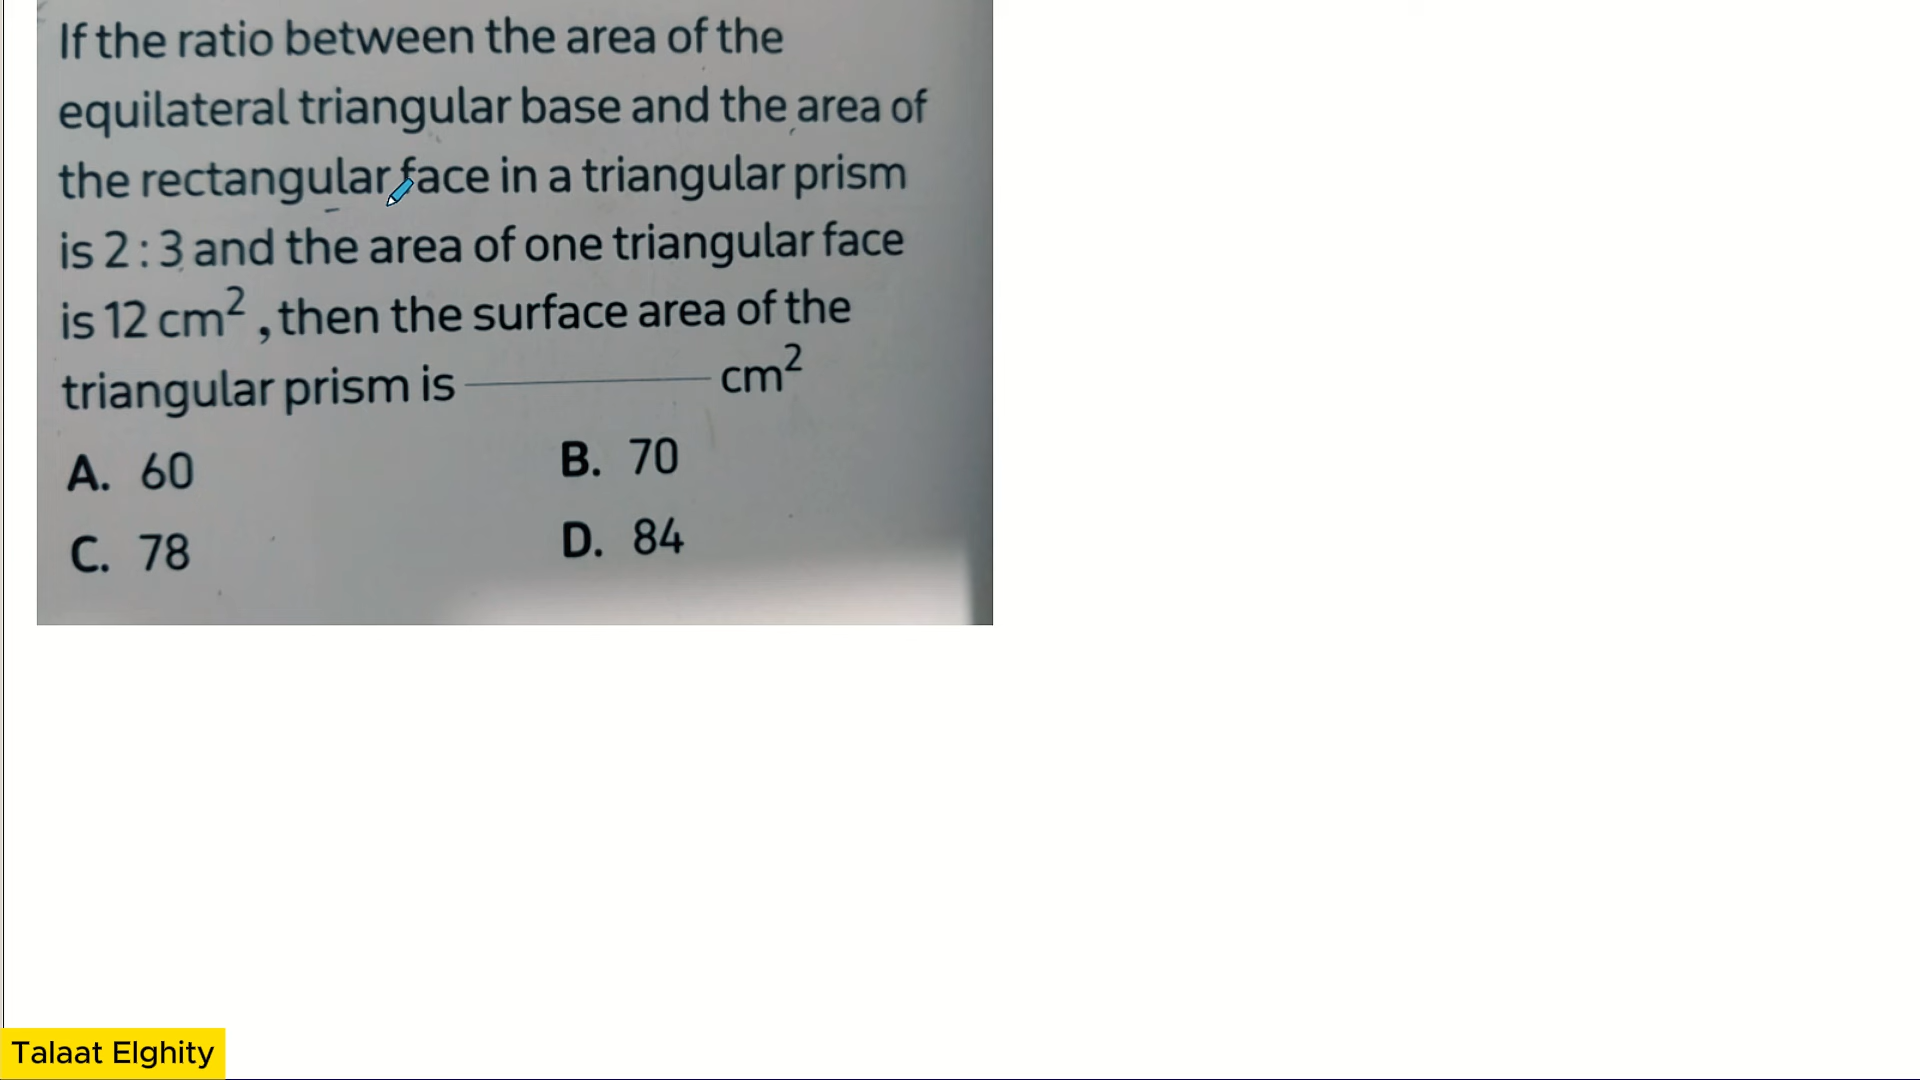 If the ratio between the area of the
equilateral triangular base and the area of
the rectangular face in a triangular prism
is 2 : 3 and the area of one triangular face
is 12 cm² , then the surface area of the
triangular prism is ______ cm²
A. 60 B. 70
C. 78 D. 84
Talaat Elghity